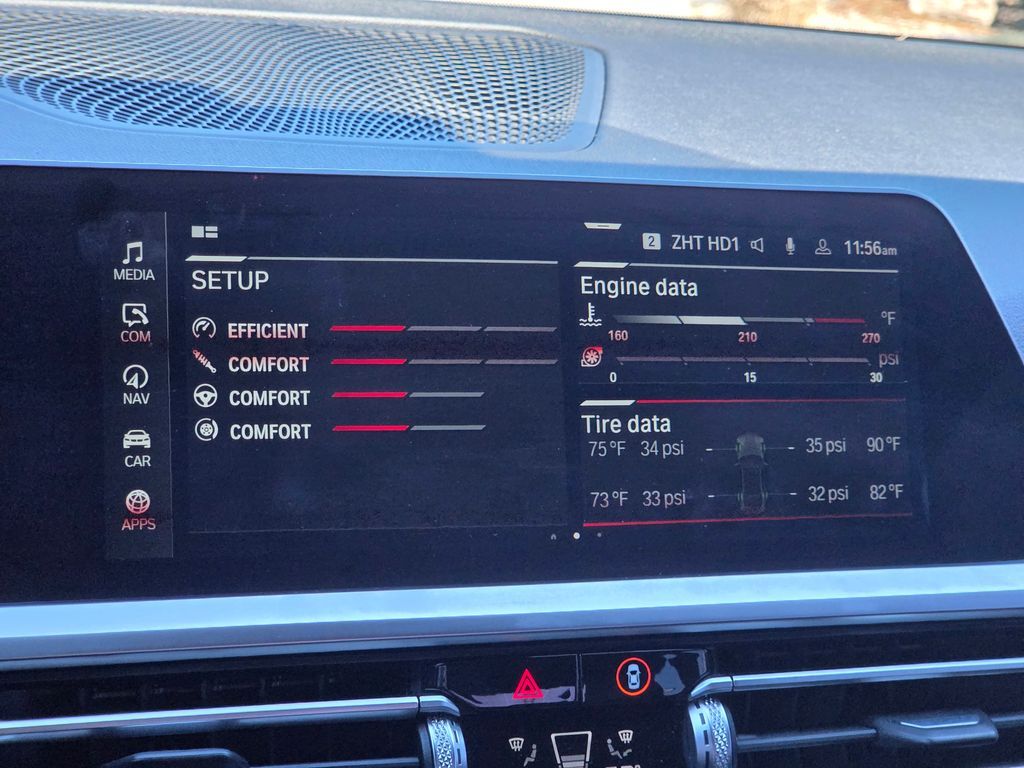 2 ZHT HD1 11:56am
MEDIA
COM
NAV
CAR
APPS
SETUP
EFFICIENT
COMFORT
COMFORT
COMFORT
Engine data
°F
160 210 270
psi
0 15 30
Tire data
75°F 34 psi 35 psi 90°F
73°F 33 psi 32 psi 82°F